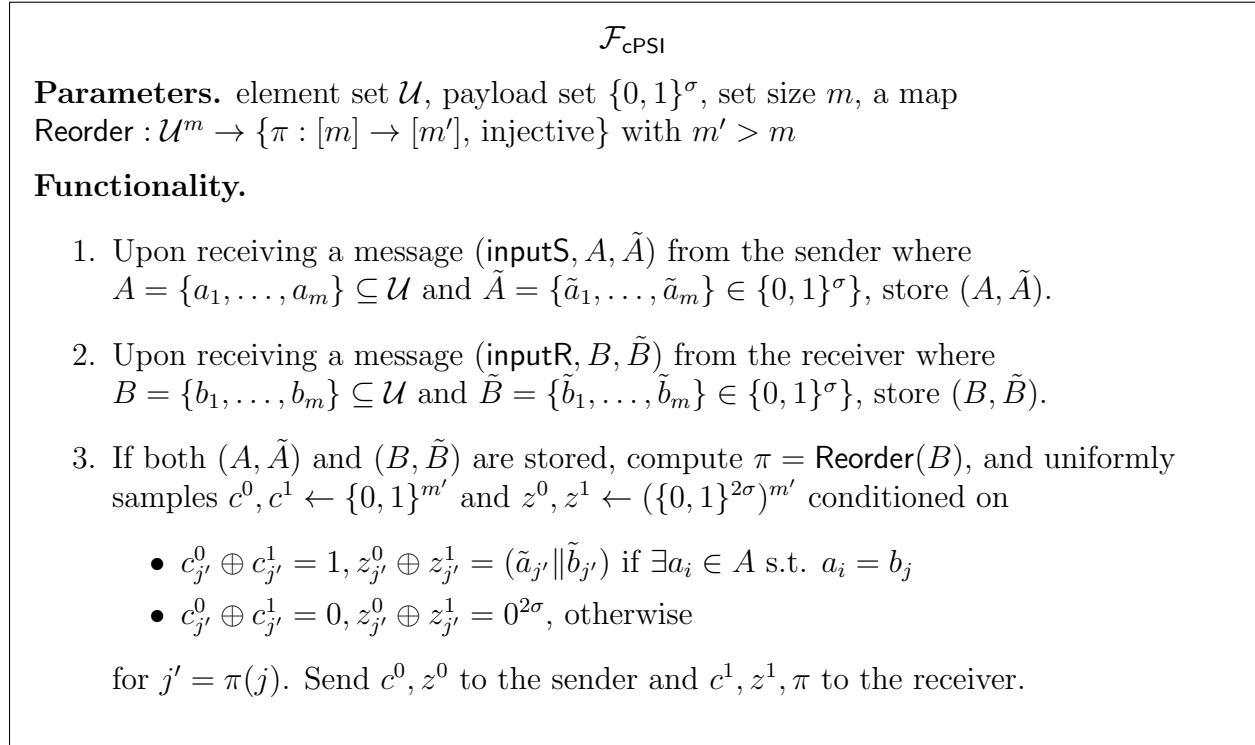 𝓕_cPSI
Parameters. element set 𝒰, payload set {0, 1}^σ, set size m, a map
Reorder : 𝒰^m → {π : [m] → [m′], injective} with m′ > m
Functionality.
1. Upon receiving a message (inputS, A, Ã) from the sender where
A = {a_1, . . . , a_m} ⊆ 𝒰 and Ã = {ã_1, . . . , ã_m} ∈ {0, 1}^σ}, store (A, Ã).
2. Upon receiving a message (inputR, B, B̃) from the receiver where
B = {b_1, . . . , b_m} ⊆ 𝒰 and B̃ = {b̃_1, . . . , b̃_m} ∈ {0, 1}^σ}, store (B, B̃).
3. If both (A, Ã) and (B, B̃) are stored, compute π = Reorder(B), and uniformly
samples c^0, c^1 ← {0, 1}^{m′} and z^0, z^1 ← ({0, 1}^{2σ})^{m′} conditioned on
• c^0_{j′} ⊕ c^1_{j′} = 1, z^0_{j′} ⊕ z^1_{j′} = (ã_{j′}‖b̃_{j′}) if ∃a_i ∈ A s.t. a_i = b_j
• c^0_{j′} ⊕ c^1_{j′} = 0, z^0_{j′} ⊕ z^1_{j′} = 0^{2σ}, otherwise
for j′ = π(j). Send c^0, z^0 to the sender and c^1, z^1, π to the receiver.